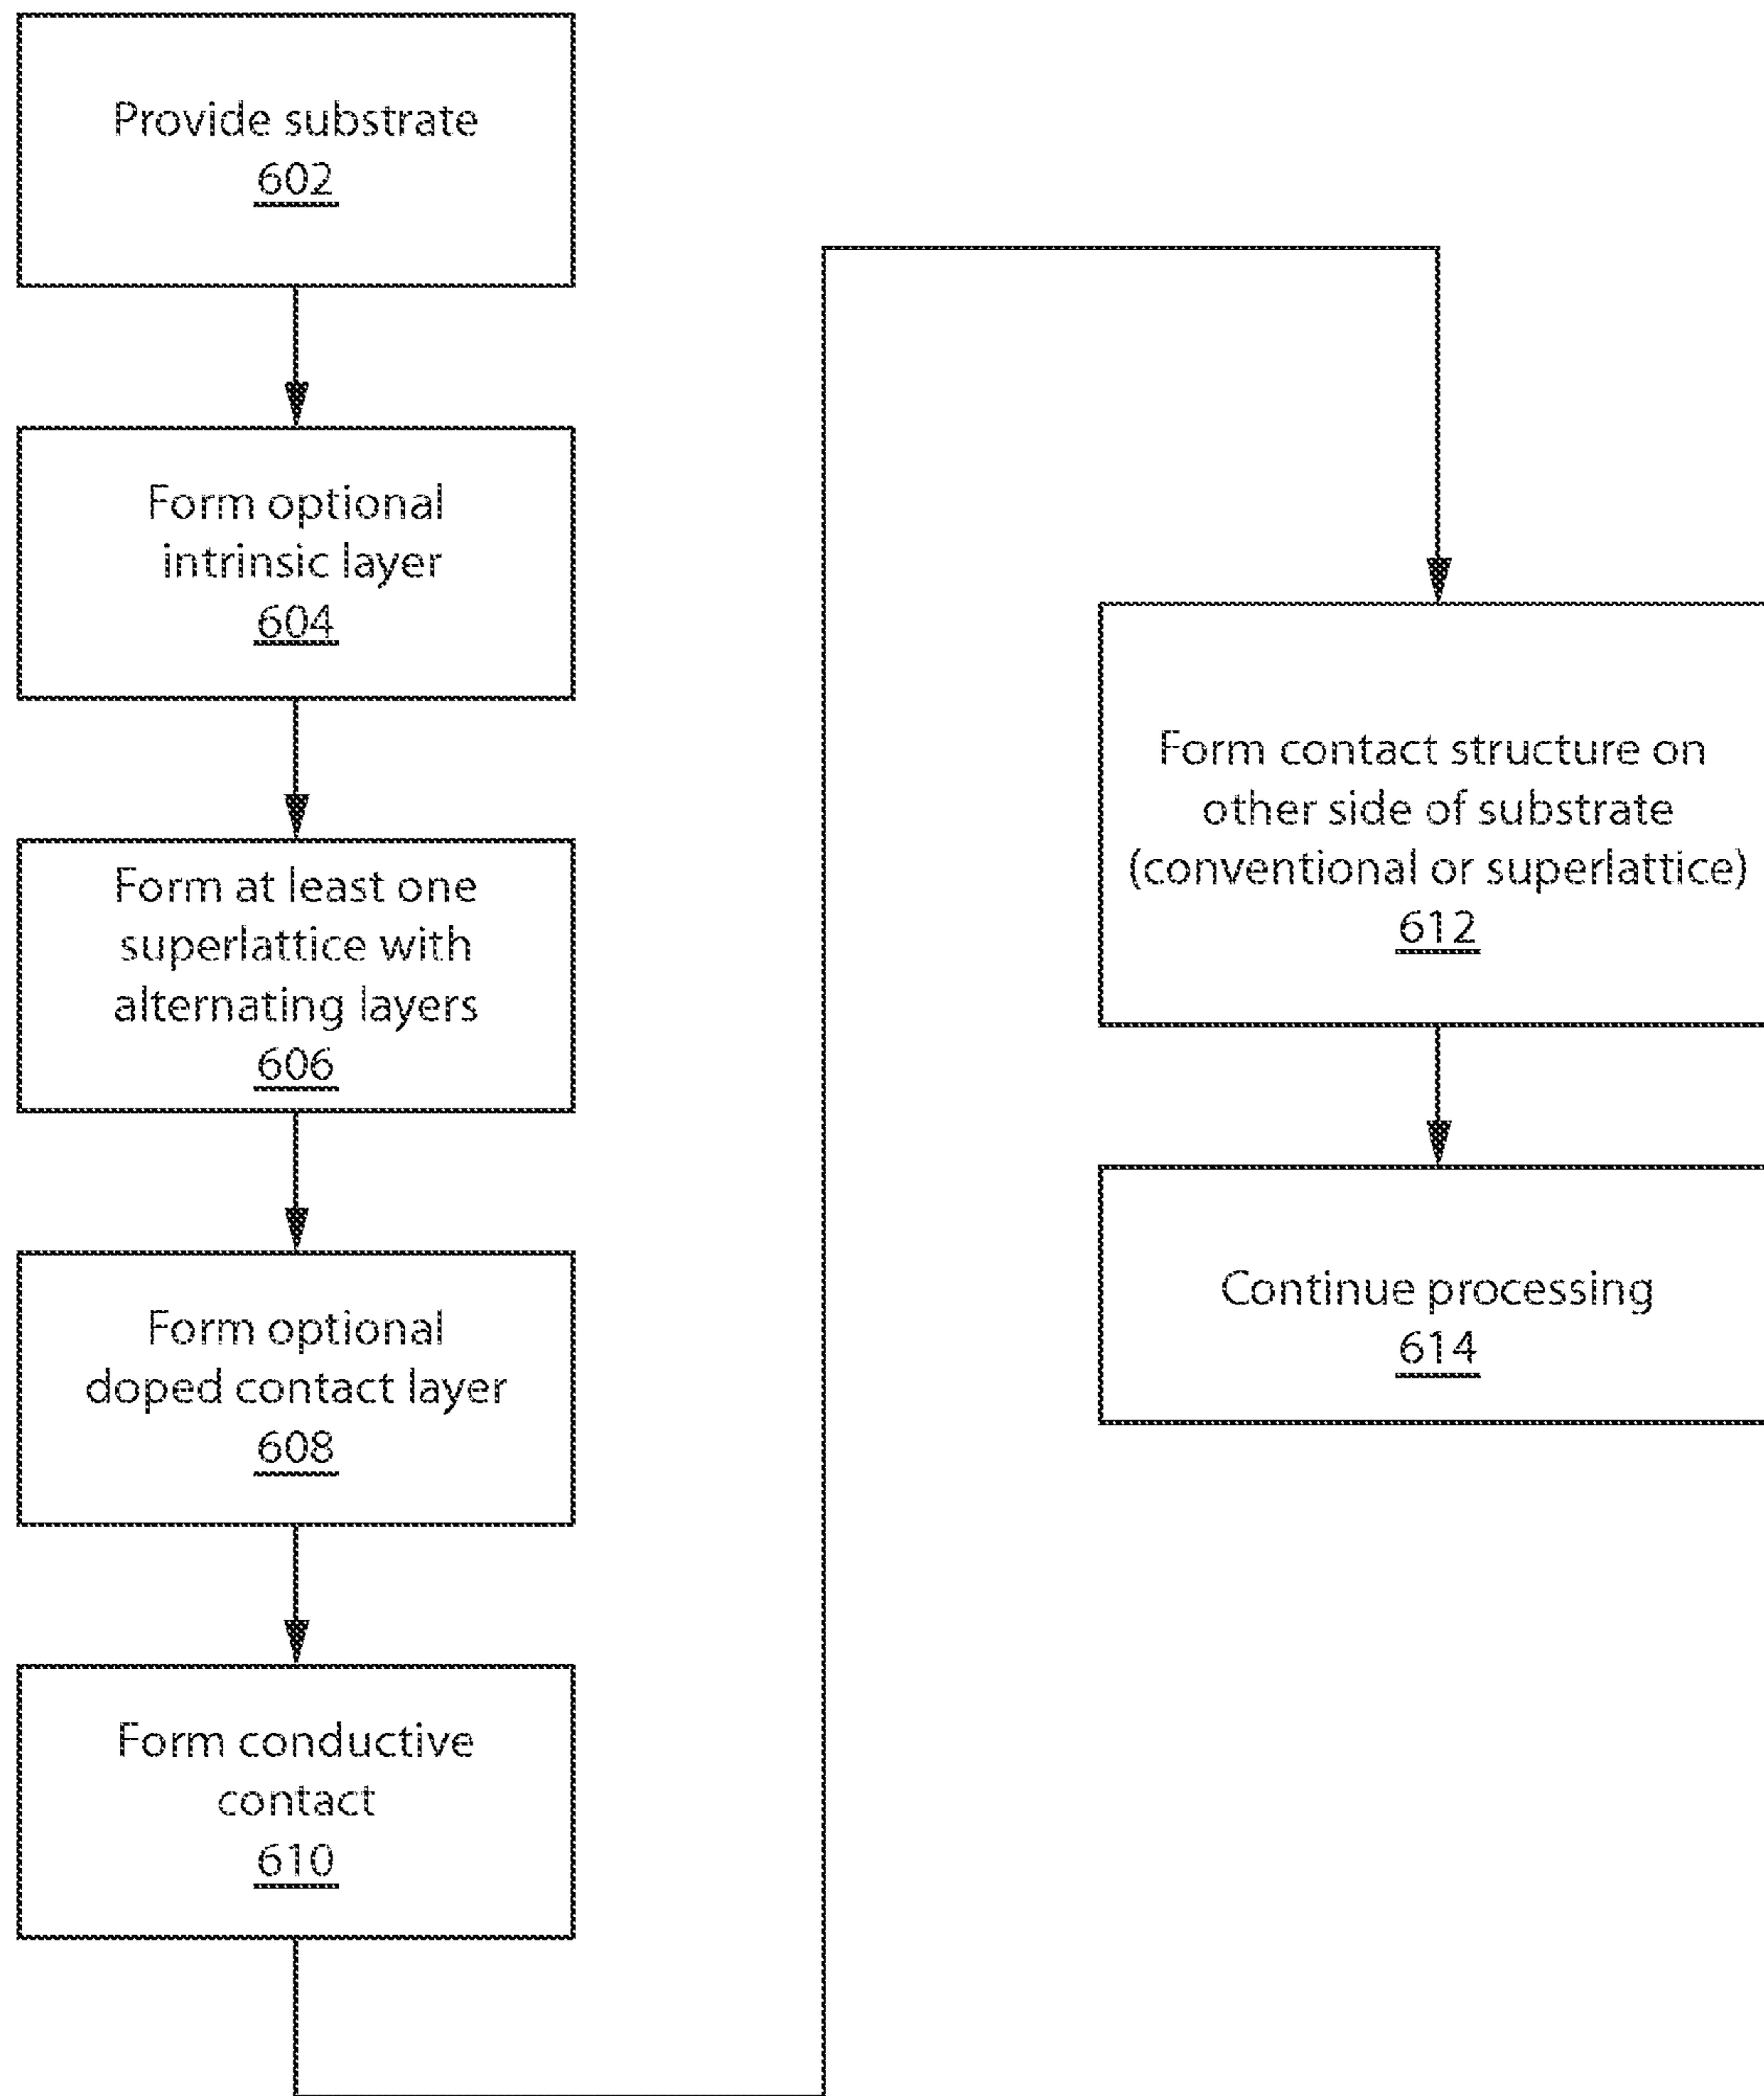 Provide substrate
602
Form optional
intrinsic layer
604
Form at least one
superlattice with
alternating layers
606
Form optional
doped contact layer
608
Form conductive
contact
610
Form contact structure on
other side of substrate
(conventional or superlattice)
612
Continue processing
614